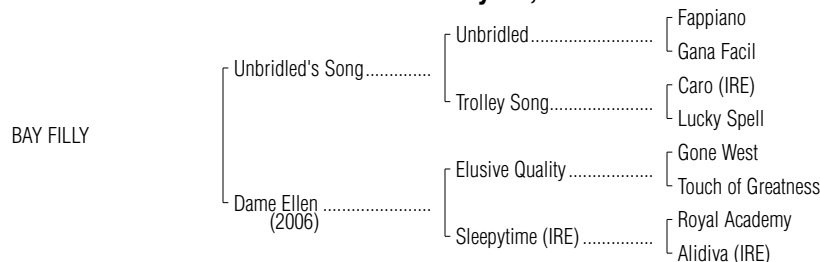 Fappiano
Unbridled..............................
Gana Facil
Unbridled's Song..............
Caro (IRE)
Trolley Song.........................
Lucky Spell
BAY FILLY
Gone West
Elusive Quality ....................
Touch of Greatness
Dame Ellen ..........................
(2006)
Royal Academy
Sleepytime (IRE) .................
Alidiva (IRE)